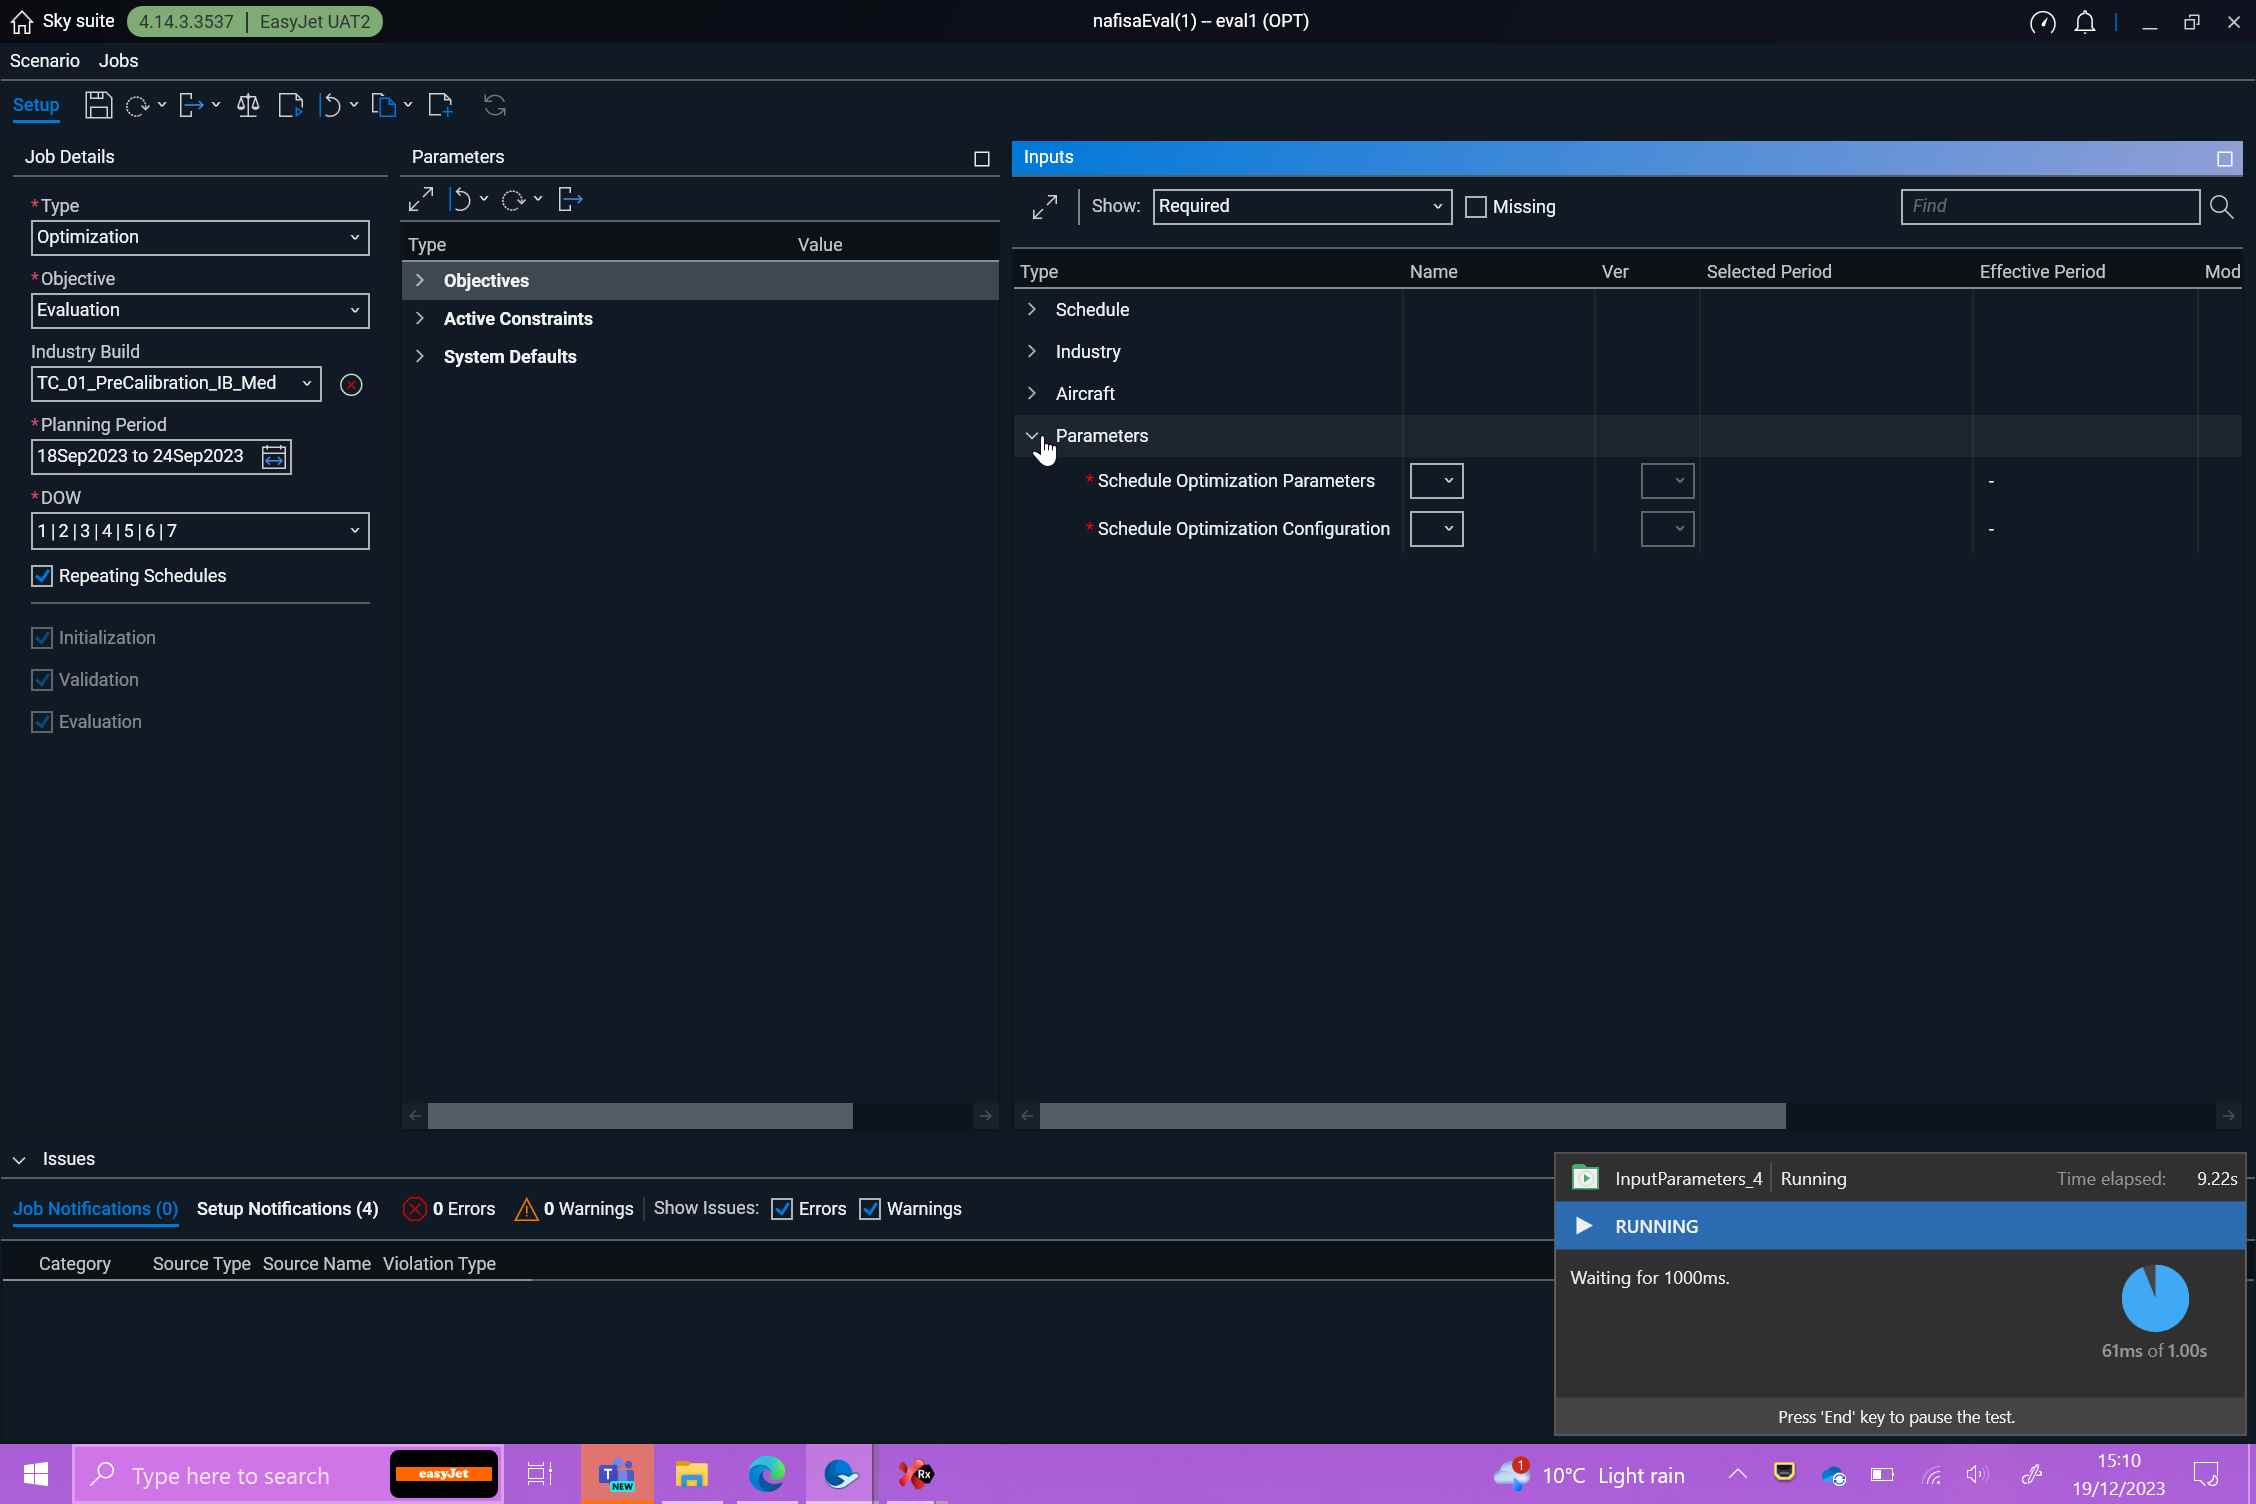 Sky suite 4.14.3.3537 | EasyJet UAT2 nafisaEval(1) -- eval1 (OPT)
Scenario Jobs
Setup
Job Details
*Type
Optimization
*Objective
Evaluation
Industry Build
TC_01_PreCalibration_IB_Med
*Planning Period
18Sep2023 to 24Sep2023
*DOW
1|2|3|4|5|6|7
Repeating Schedules
Initialization
Validation
Evaluation
Parameters
Type Value
Objectives
Active Constraints
System Defaults
Inputs
Show: Required Missing Find
Type Name Ver Selected Period Effective Period Mod
Schedule
Industry
Aircraft
Parameters
* Schedule Optimization Parameters -
* Schedule Optimization Configuration -
Issues
Job Notifications (0) Setup Notifications (4) 0 Errors 0 Warnings Show Issues: Errors Warnings
Category Source Type Source Name Violation Type
InputParameters_4 Running Time elapsed: 9.22s
RUNNING
Waiting for 1000ms.
61ms of 1.00s
Press 'End' key to pause the test.
Type here to search easyJet T NEW Rx 1 10°C Light rain
15:10
19/12/2023